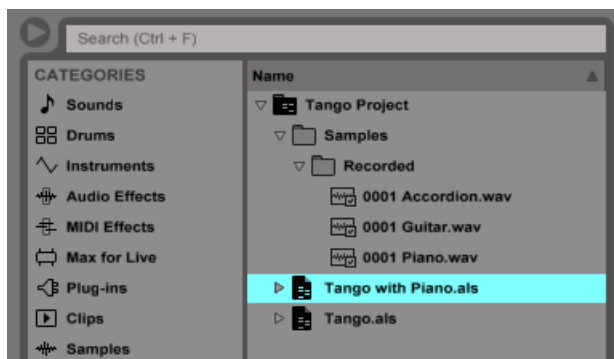 Search (Ctrl + F)
CATEGORIES
Sounds
Drums
Instruments
Audio Effects
MIDI Effects
Max for Live
Plug-ins
Clips
Samples
Name
Tango Project
Samples
Recorded
0001 Accordion.wav
0001 Guitar.wav
0001 Piano.wav
Tango with Piano.als
Tango.als